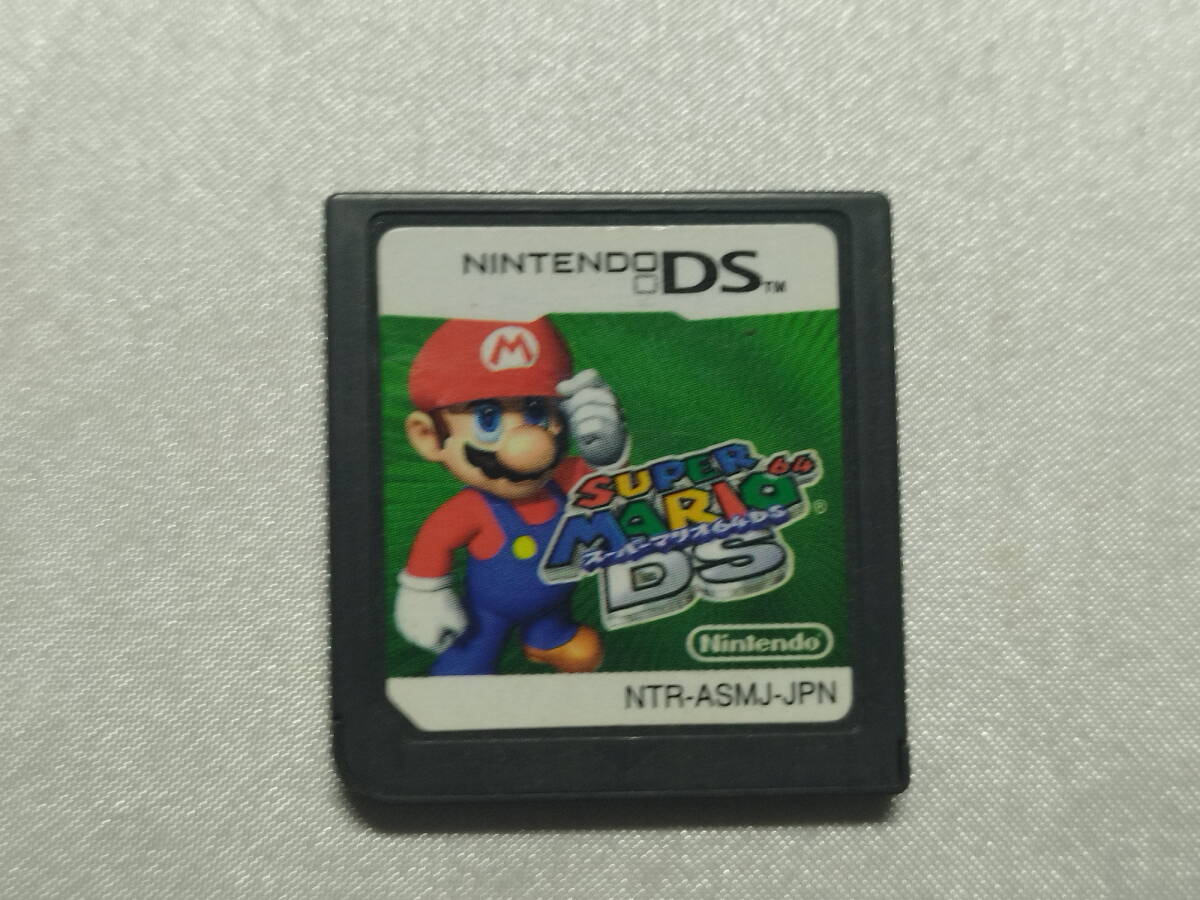 NINTENDO DS™
M
SUPER
MARIO 64
スーパーマリオ64DS
DS ®
Nintendo
NTR-ASMJ-JPN